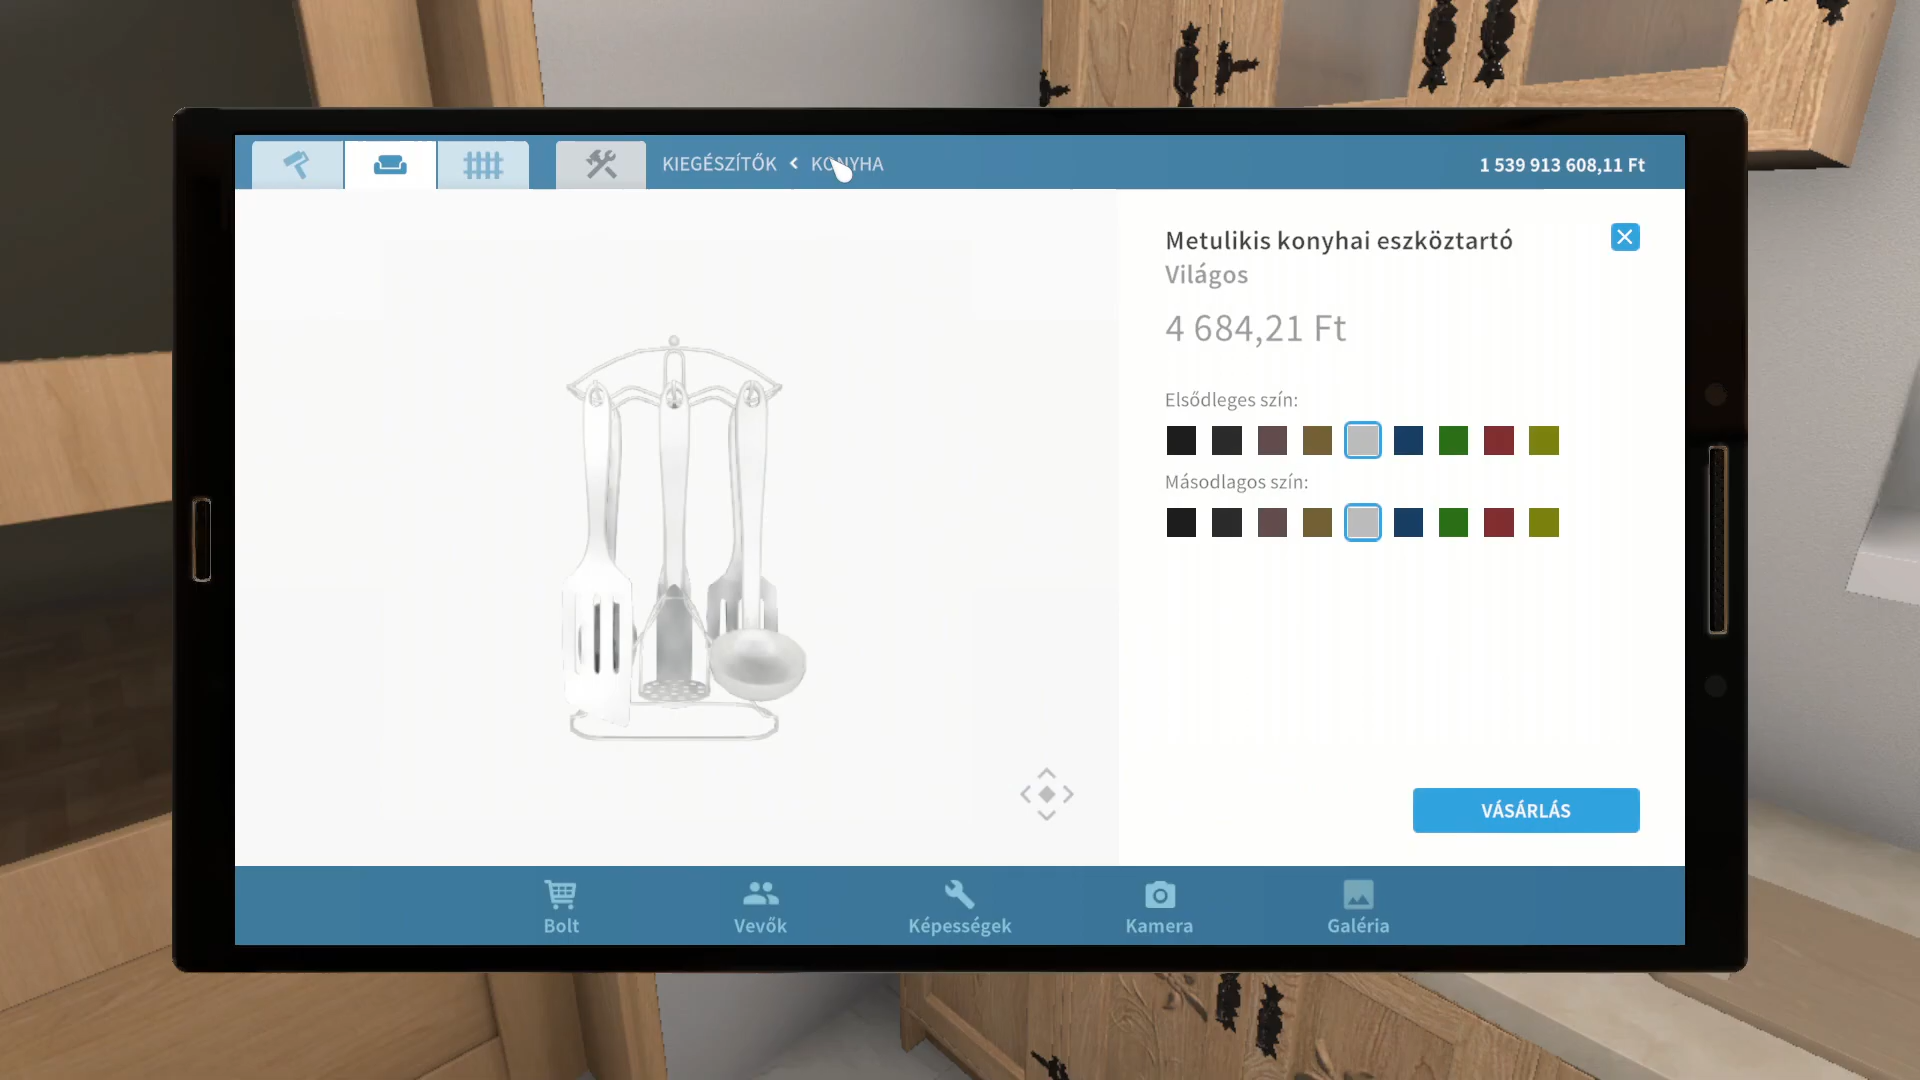 KIEGÉSZÍTŐK < KONYHA
1 539 913 608,11 Ft
Metulikis konyhai eszköztartó
Világos
4 684,21 Ft
Elsődleges szín:
Másodlagos szín:
VÁSÁRLÁS
Bolt
Vevők
Képességek
Kamera
Galéria